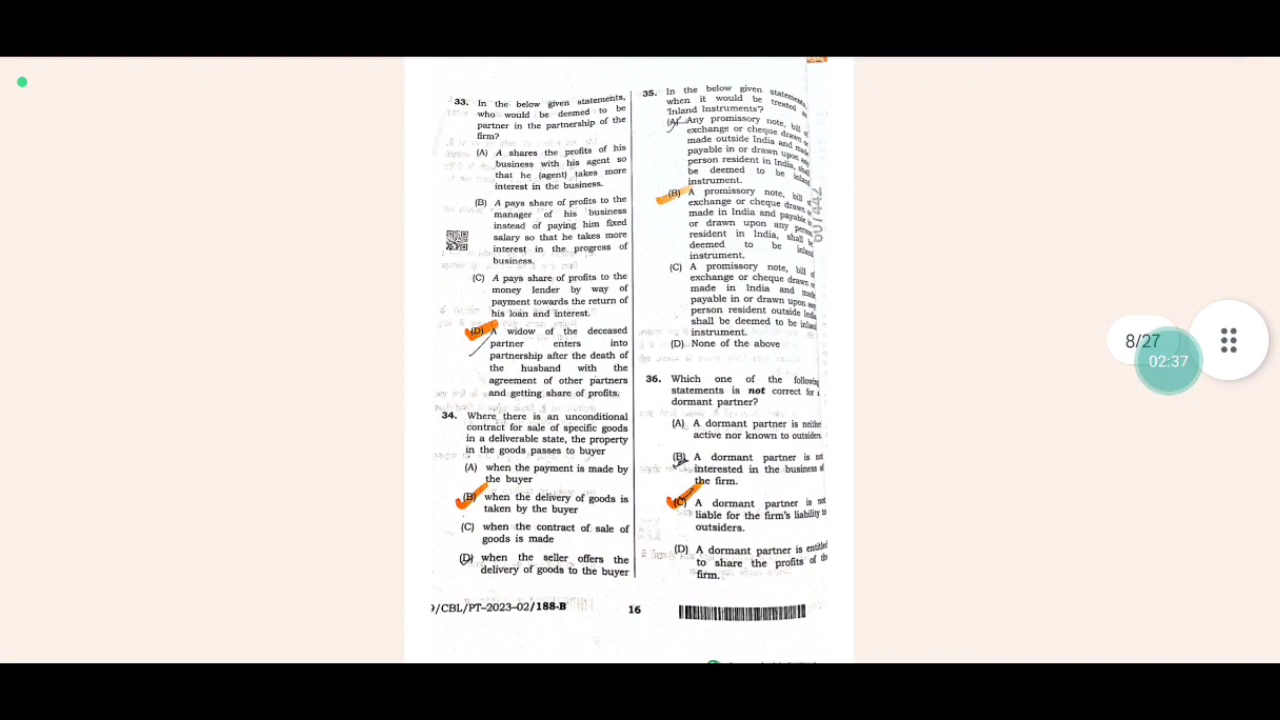 33. In the below given statements,
who would be deemed to be
partner in the partnership of the
firm?
(A) A shares the profits of his
business with his agent so
that he (agent) takes more
interest in the business.
(B) A pays share of profits to the
manager of his business
instead of paying him fixed
salary so that he takes more
interest in the progress of
business.
(C) A pays share of profits to the
money lender by way of
payment towards the return of
his loan and interest.
(D) A widow of the deceased
partner enters into
partnership after the death of
the husband with the
agreement of other partners
and getting share of profits.
34. Where there is an unconditional
contract for sale of specific goods
in a deliverable state, the property
in the goods passes to buyer
(A) when the payment is made by
the buyer
(B) when the delivery of goods is
taken by the buyer
(C) when the contract of sale of
goods is made
(D) when the seller offers the
delivery of goods to the buyer
35. In the below given statements,
when it would be treated as
'Inland Instruments?
(A) Any promissory note, bill of
exchange or cheque drawn or
made outside India and made
payable in or drawn upon any
person resident in India, shall
be deemed to be inland
instrument.
(B) A promissory note, bill of
exchange or cheque drawn
made in India and payable
or drawn upon any person
resident in India, shall be
deemed to be inland
instrument.
(C) A promissory note, bill of
exchange or cheque drawn or
made in India and made
payable in or drawn upon any
person resident outside India
shall be deemed to be inland
instrument.
(D) None of the above
36. Which one of the following
statements is not correct for a
dormant partner?
(A) A dormant partner is neither
active nor known to outsiders.
(B) A dormant partner is not
interested in the business of
the firm.
(C) A dormant partner is not
liable for the firm's liability to
outsiders.
(D) A dormant partner is entitled
to share the profits of the
firm.
/CBL/PT–2023–02/188-B
16
8/27
02:37